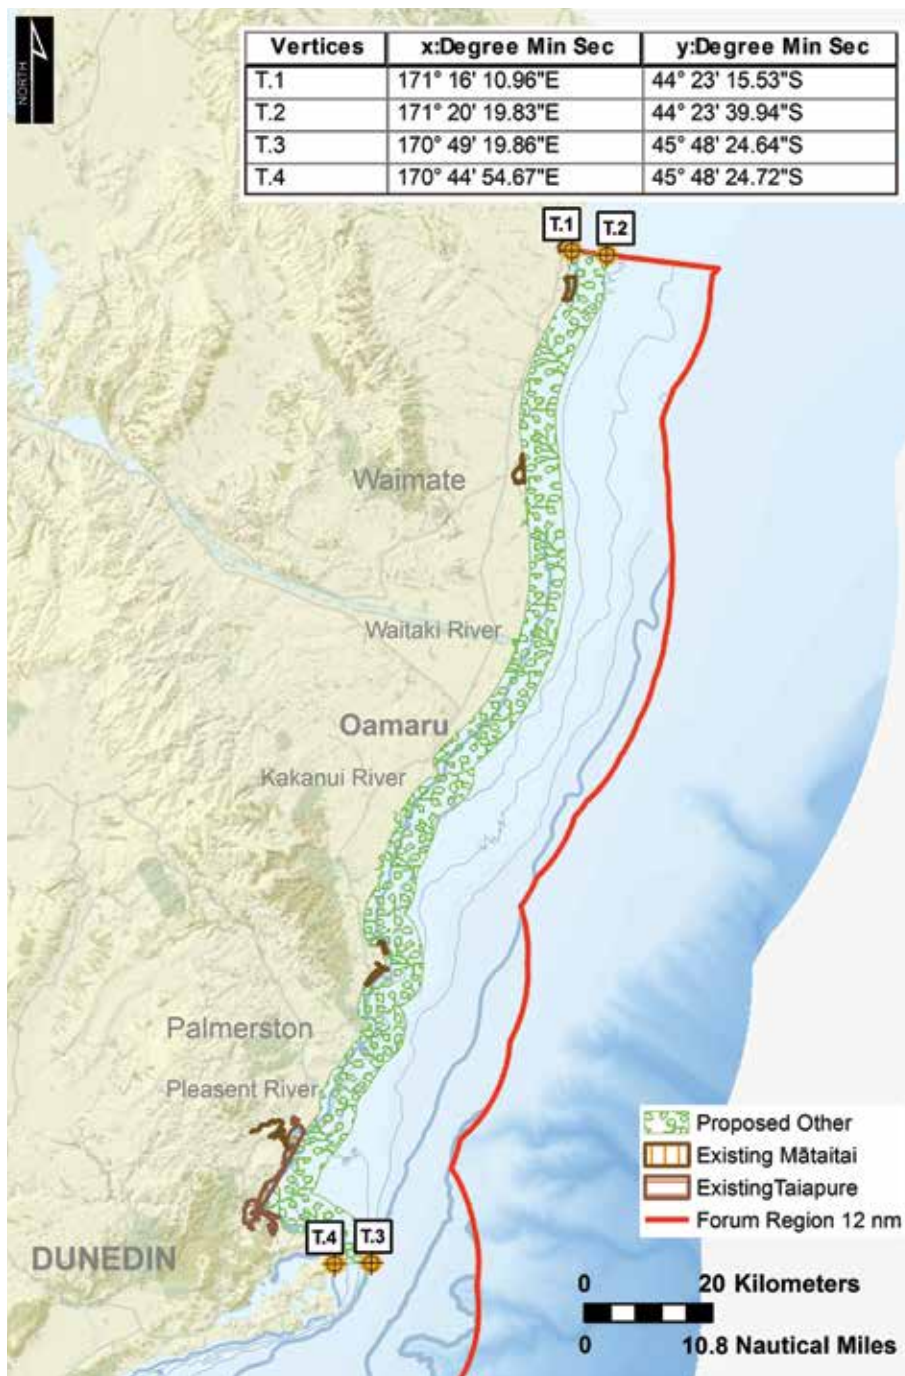 NORTH
Vertices x:Degree Min Sec y:Degree Min Sec
T.1 171° 16' 10.96"E 44° 23' 15.53"S
T.2 171° 20' 19.83"E 44° 23' 39.94"S
T.3 170° 49' 19.86"E 45° 48' 24.64"S
T.4 170° 44' 54.67"E 45° 48' 24.72"S
T.1 T.2
Waimate
Waitaki River
Oamaru
Kakanui River
Palmerston
Pleasent River
Proposed Other
Existing Mātaitai
ExistingTaiapure
Forum Region 12 nm
T.4 T.3
DUNEDIN
0 20 Kilometers
0 10.8 Nautical Miles